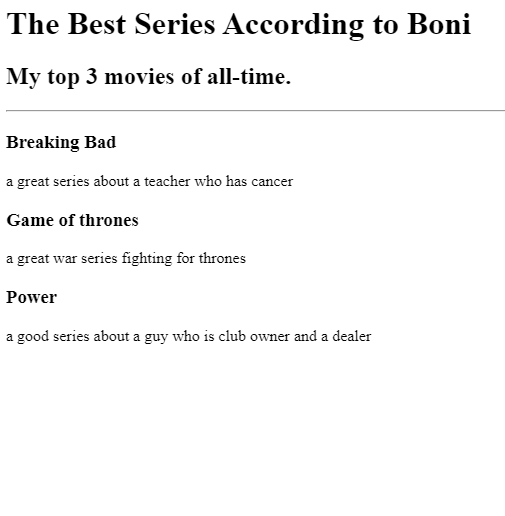 The Best Series According to Boni
My top 3 movies of all-time.
Breaking Bad
a great series about a teacher who has cancer
Game of thrones
a great war series fighting for thrones
Power
a good series about a guy who is club owner and a dealer